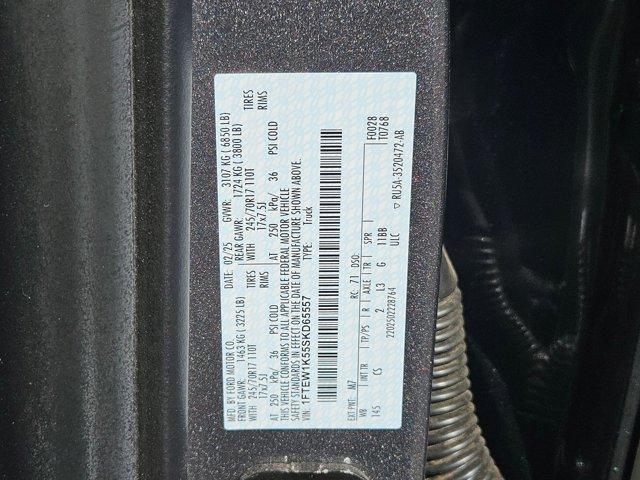 MFD. BY FORD MOTOR CO.
DATE: 02/25 GVWR: 3107 KG ( 6850 LB)
FRONT GAWR: 1463 KG ( 3225 LB) REAR GAWR: 1724 KG ( 3800 LB)
WITH 245/70R17 110T TIRES WITH 245/70R17 110T TIRES
17x7.5J RIMS 17x7.5J RIMS
AT 250 kPa/ 36 PSI COLD AT 250 kPa/ 36 PSI COLD
THIS VEHICLE CONFORMS TO ALL APPLICABLE FEDERAL MOTOR VEHICLE
SAFETY STANDARDS IN EFFECT ON THE DATE OF MANUFACTURE SHOWN ABOVE.
VIN: 1FTEW1K55SKD65557 TYPE: Truck
F0028
T0768
EXT PNT: MZ RC: 71 DSO:
WB INT TR TP/PS R AXLE TR SPR
145 CS 2 L3 G 11BB
ULC
▽ RU5A-3520472-AB